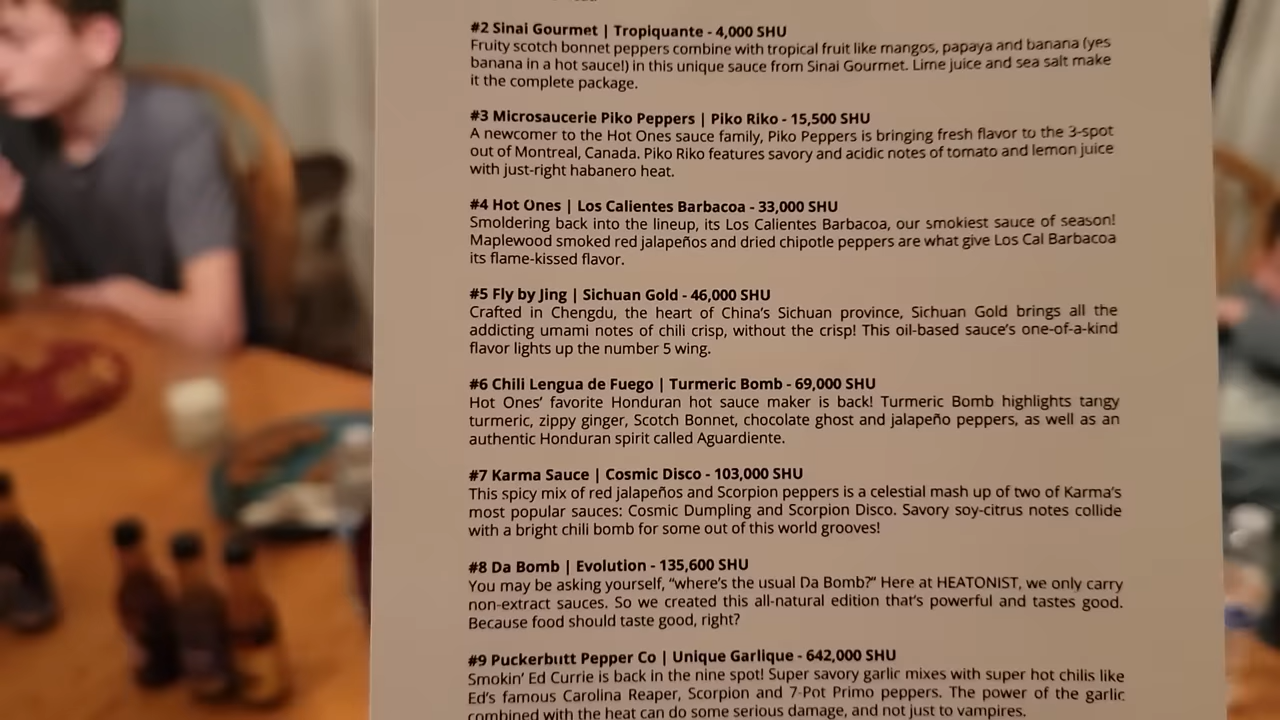 #2 Sinai Gourmet | Tropiquante - 4,000 SHU
Fruity scotch bonnet peppers combine with tropical fruit like mangos, papaya and banana (yes
banana in a hot sauce!) in this unique sauce from Sinai Gourmet. Lime juice and sea salt make
it the complete package.
#3 Microsaucerie Piko Peppers | Piko Riko - 15,500 SHU
A newcomer to the Hot Ones sauce family, Piko Peppers is bringing fresh flavor to the 3-spot
out of Montreal, Canada. Piko Riko features savory and acidic notes of tomato and lemon juice
with just-right habanero heat.
#4 Hot Ones | Los Calientes Barbacoa - 33,000 SHU
Smoldering back into the lineup, its Los Calientes Barbacoa, our smokiest sauce of season!
Maplewood smoked red jalapeños and dried chipotle peppers are what give Los Cal Barbacoa
its flame-kissed flavor.
#5 Fly by Jing | Sichuan Gold - 46,000 SHU
Crafted in Chengdu, the heart of China's Sichuan province, Sichuan Gold brings all the
addicting umami notes of chili crisp, without the crisp! This oil-based sauce's one-of-a-kind
flavor lights up the number 5 wing.
#6 Chili Lengua de Fuego | Turmeric Bomb - 69,000 SHU
Hot Ones' favorite Honduran hot sauce maker is back! Turmeric Bomb highlights tangy
turmeric, zippy ginger, Scotch Bonnet, chocolate ghost and jalapeño peppers, as well as an
authentic Honduran spirit called Aguardiente.
#7 Karma Sauce | Cosmic Disco - 103,000 SHU
This spicy mix of red jalapeños and Scorpion peppers is a celestial mash up of two of Karma's
most popular sauces: Cosmic Dumpling and Scorpion Disco. Savory soy-citrus notes collide
with a bright chili bomb for some out of this world grooves!
#8 Da Bomb | Evolution - 135,600 SHU
You may be asking yourself, "where's the usual Da Bomb?" Here at HEATONIST, we only carry
non-extract sauces. So we created this all-natural edition that's powerful and tastes good.
Because food should taste good, right?
#9 Puckerbutt Pepper Co | Unique Garlique - 642,000 SHU
Smokin' Ed Currie is back in the nine spot! Super savory garlic mixes with super hot chilis like
Ed's famous Carolina Reaper, Scorpion and 7-Pot Primo peppers. The power of the garlic
combined with the heat can do some serious damage, and not just to vampires.